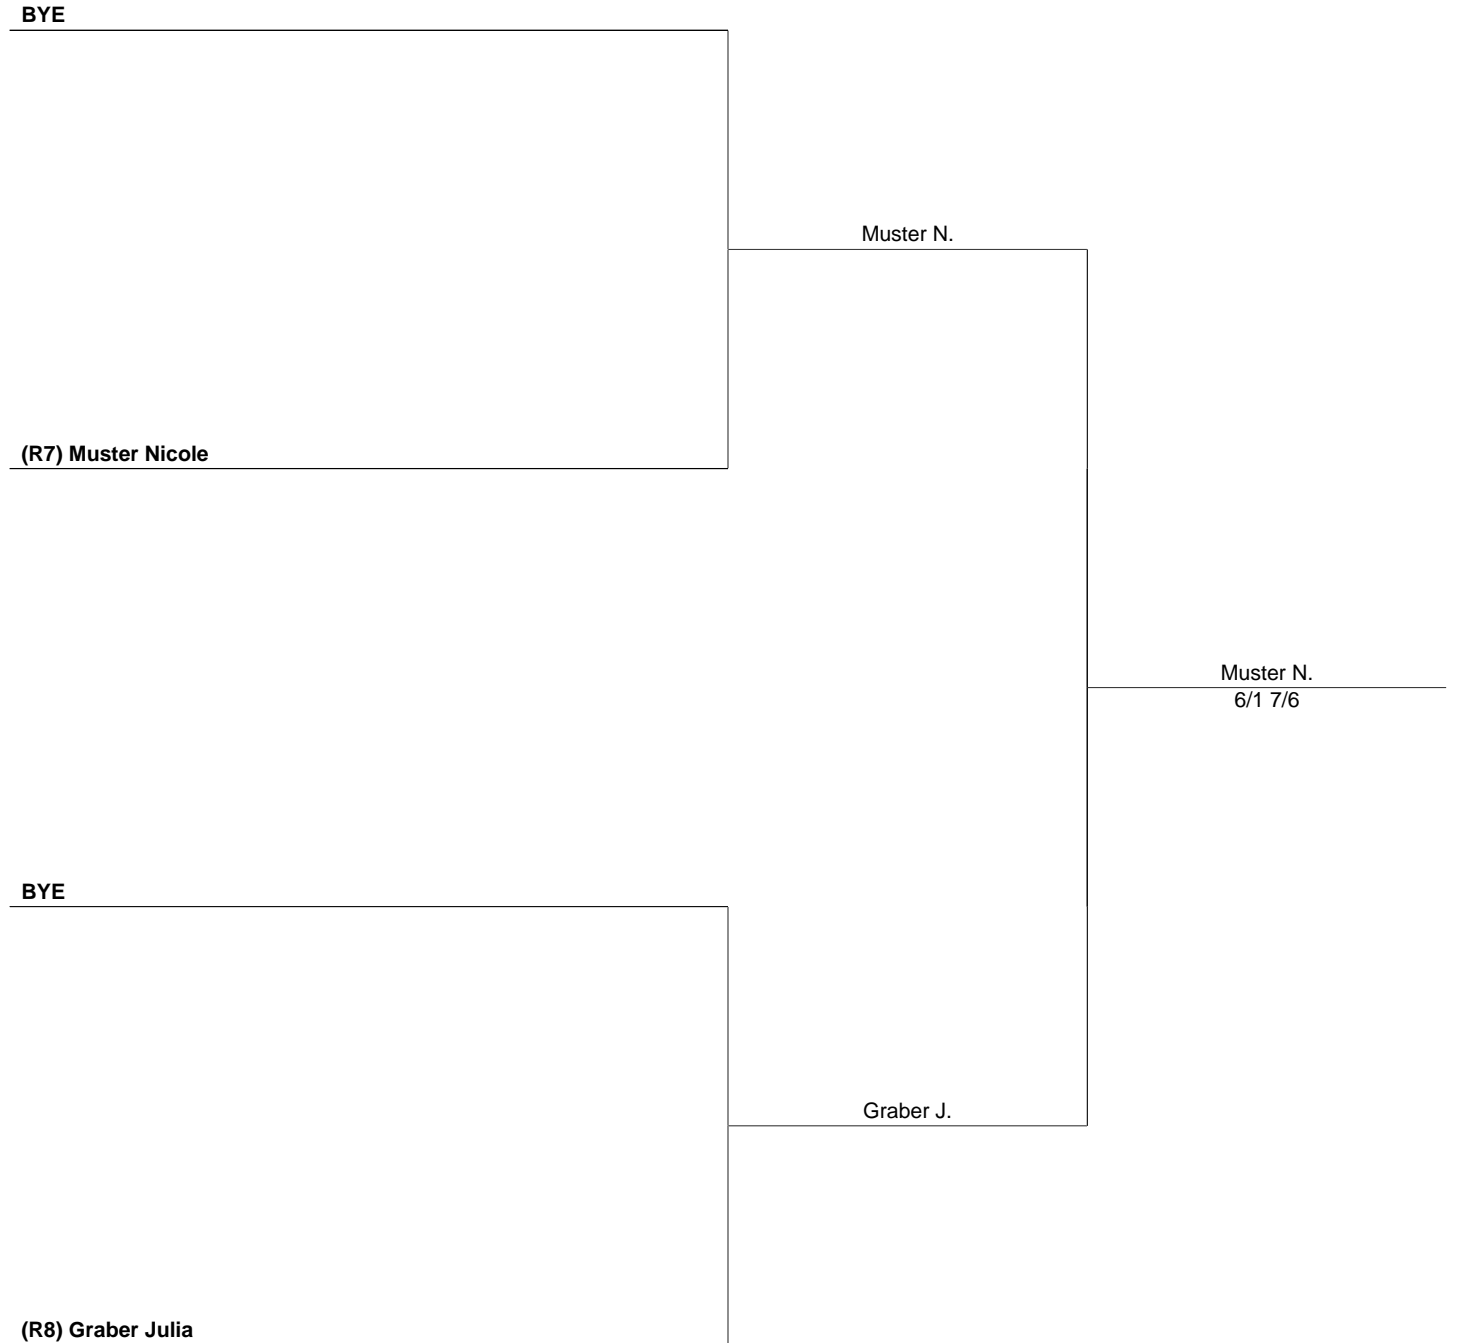 BYE
Muster N.
(R7) Muster Nicole
Muster N.
6/1 7/6
BYE
Graber J.
(R8) Graber Julia